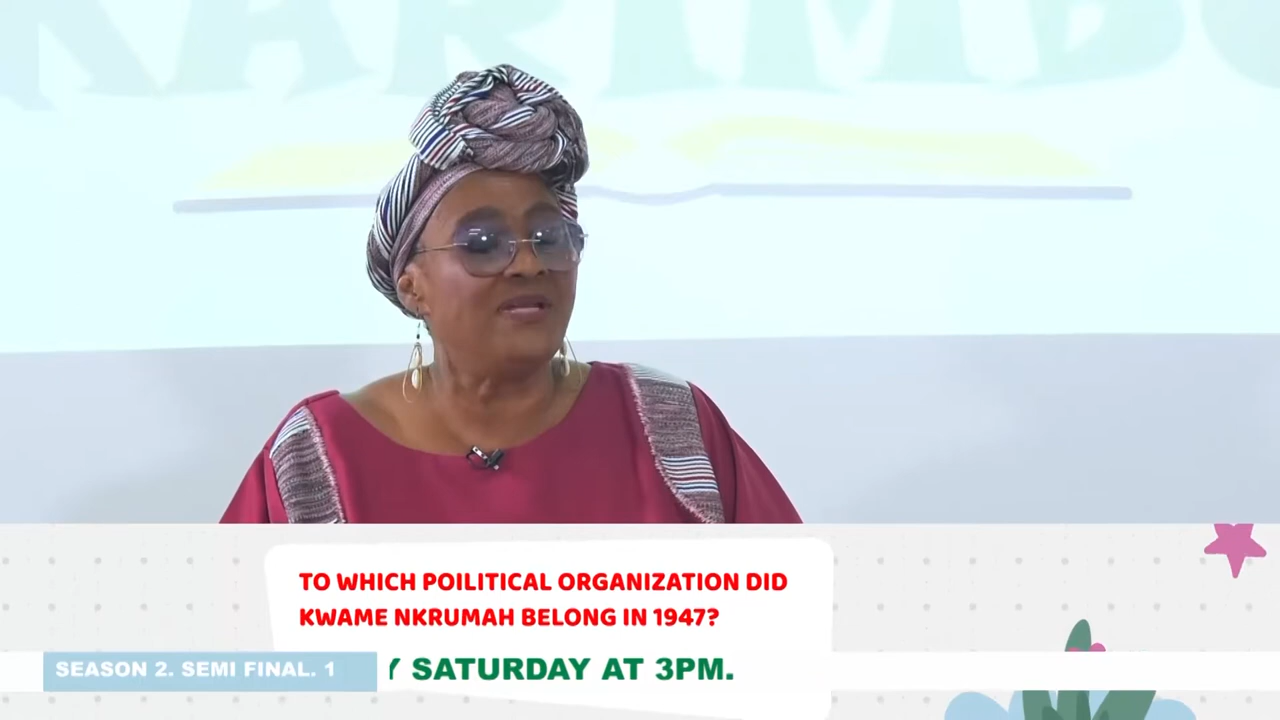 TO WHICH POILITICAL ORGANIZATION DID
KWAME NKRUMAH BELONG IN 1947?
SEASON 2. SEMI FINAL. 1
Y SATURDAY AT 3PM.